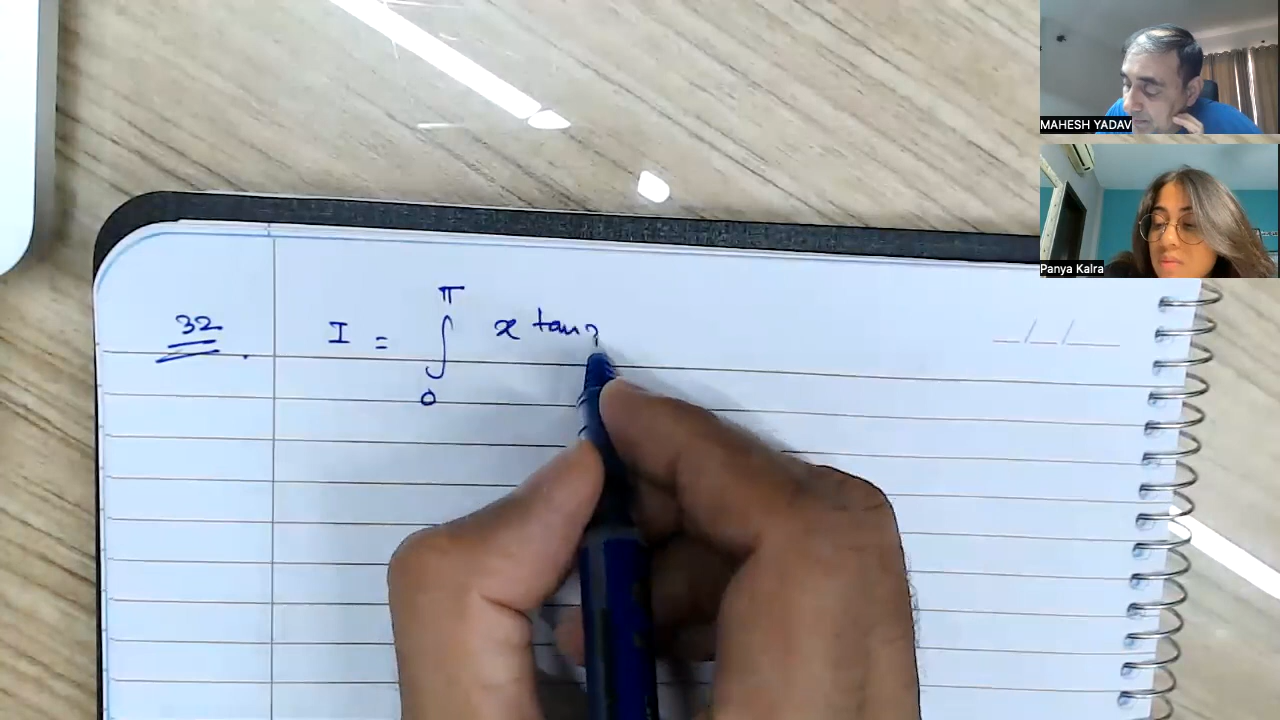 MAHESH YADAV
Panya Kalra
π
32 I = ∫ x tan
0
_/_/_